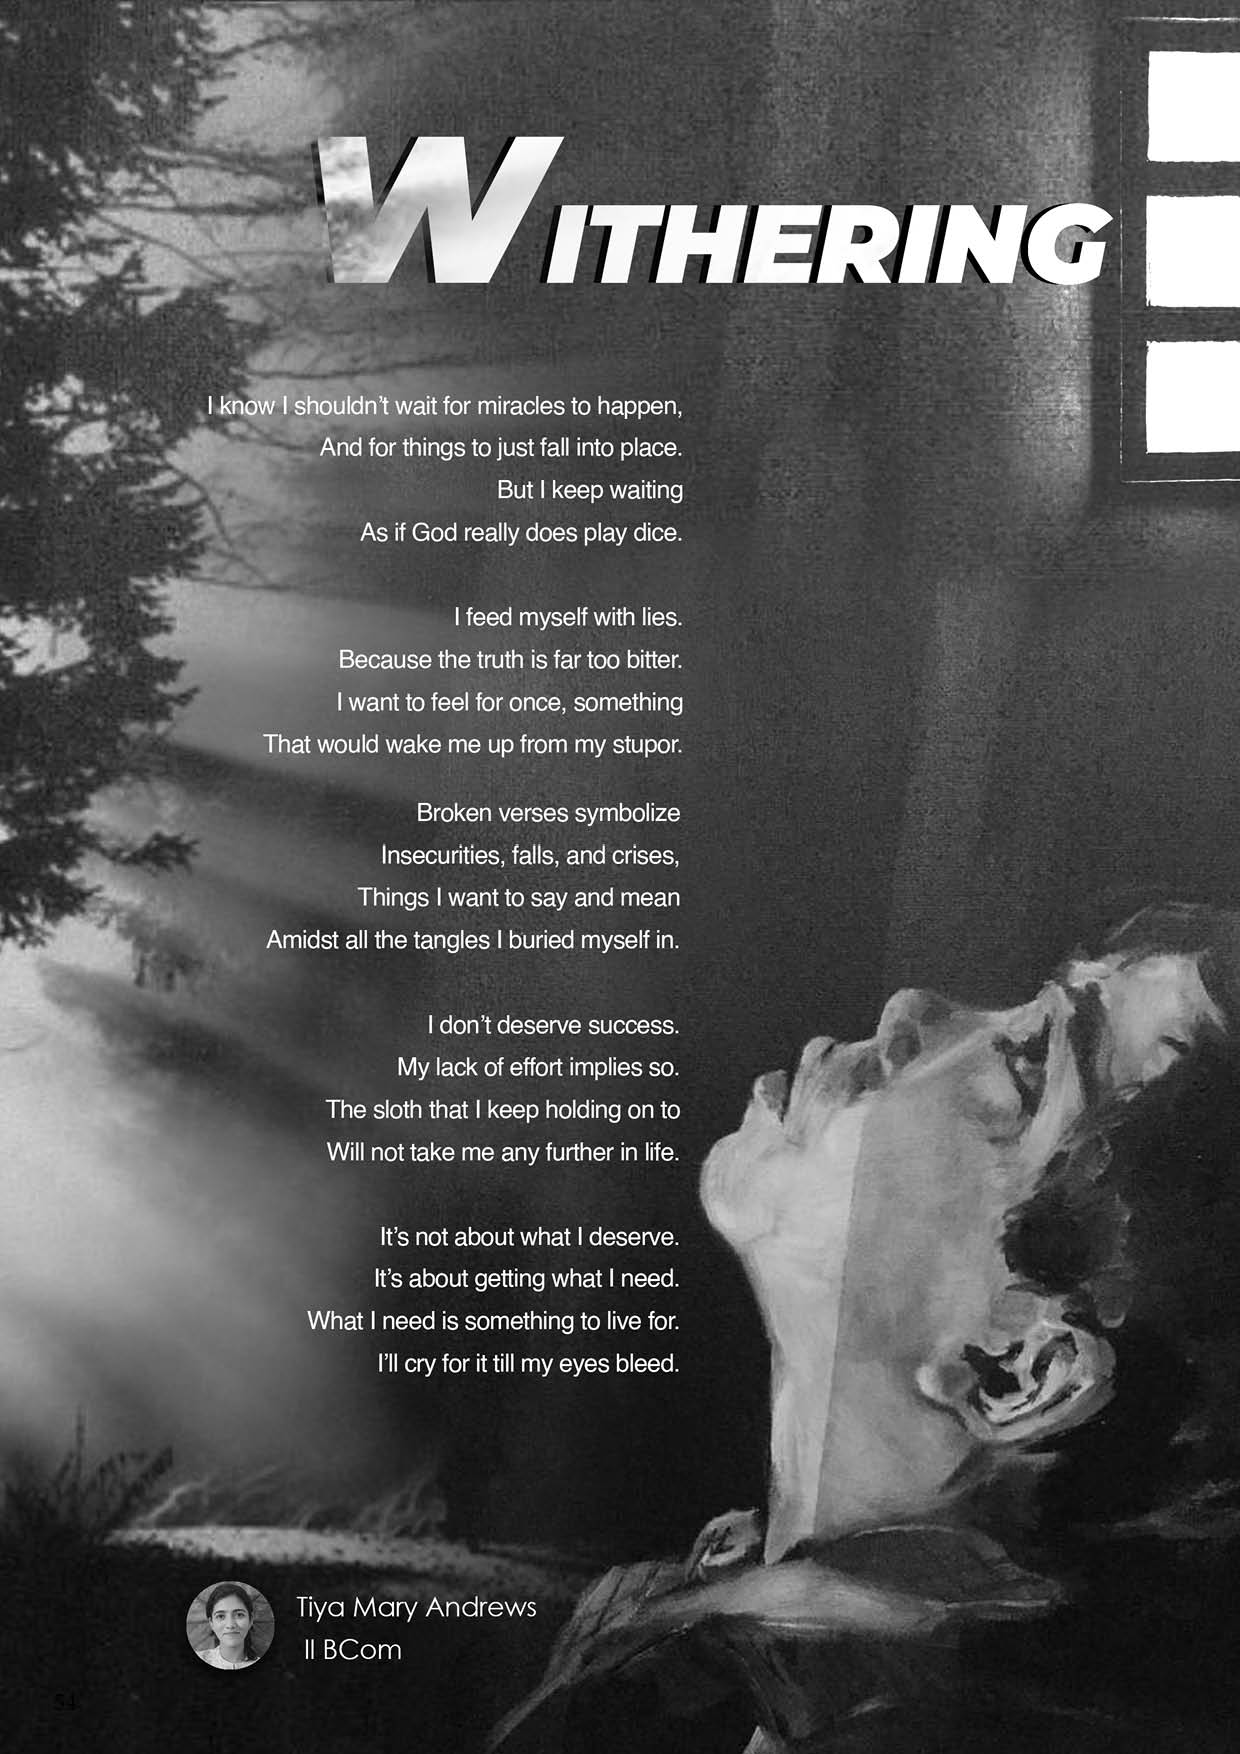 WITHERING
I know I shouldn't wait for miracles to happen,
And for things to just fall into place.
But I keep waiting
As if God really does play dice.
I feed myself with lies.
Because the truth is far too bitter.
I want to feel for once, something
That would wake me up from my stupor.
Broken verses symbolize
Insecurities, falls, and crises,
Things I want to say and mean
Amidst all the tangles I buried myself in.
I don't deserve success.
My lack of effort implies so.
The sloth that I keep holding on to
Will not take me any further in life.
It's not about what I deserve.
It's about getting what I need.
What I need is something to live for.
I'll cry for it till my eyes bleed.
Tiya Mary Andrews
II BCom
54